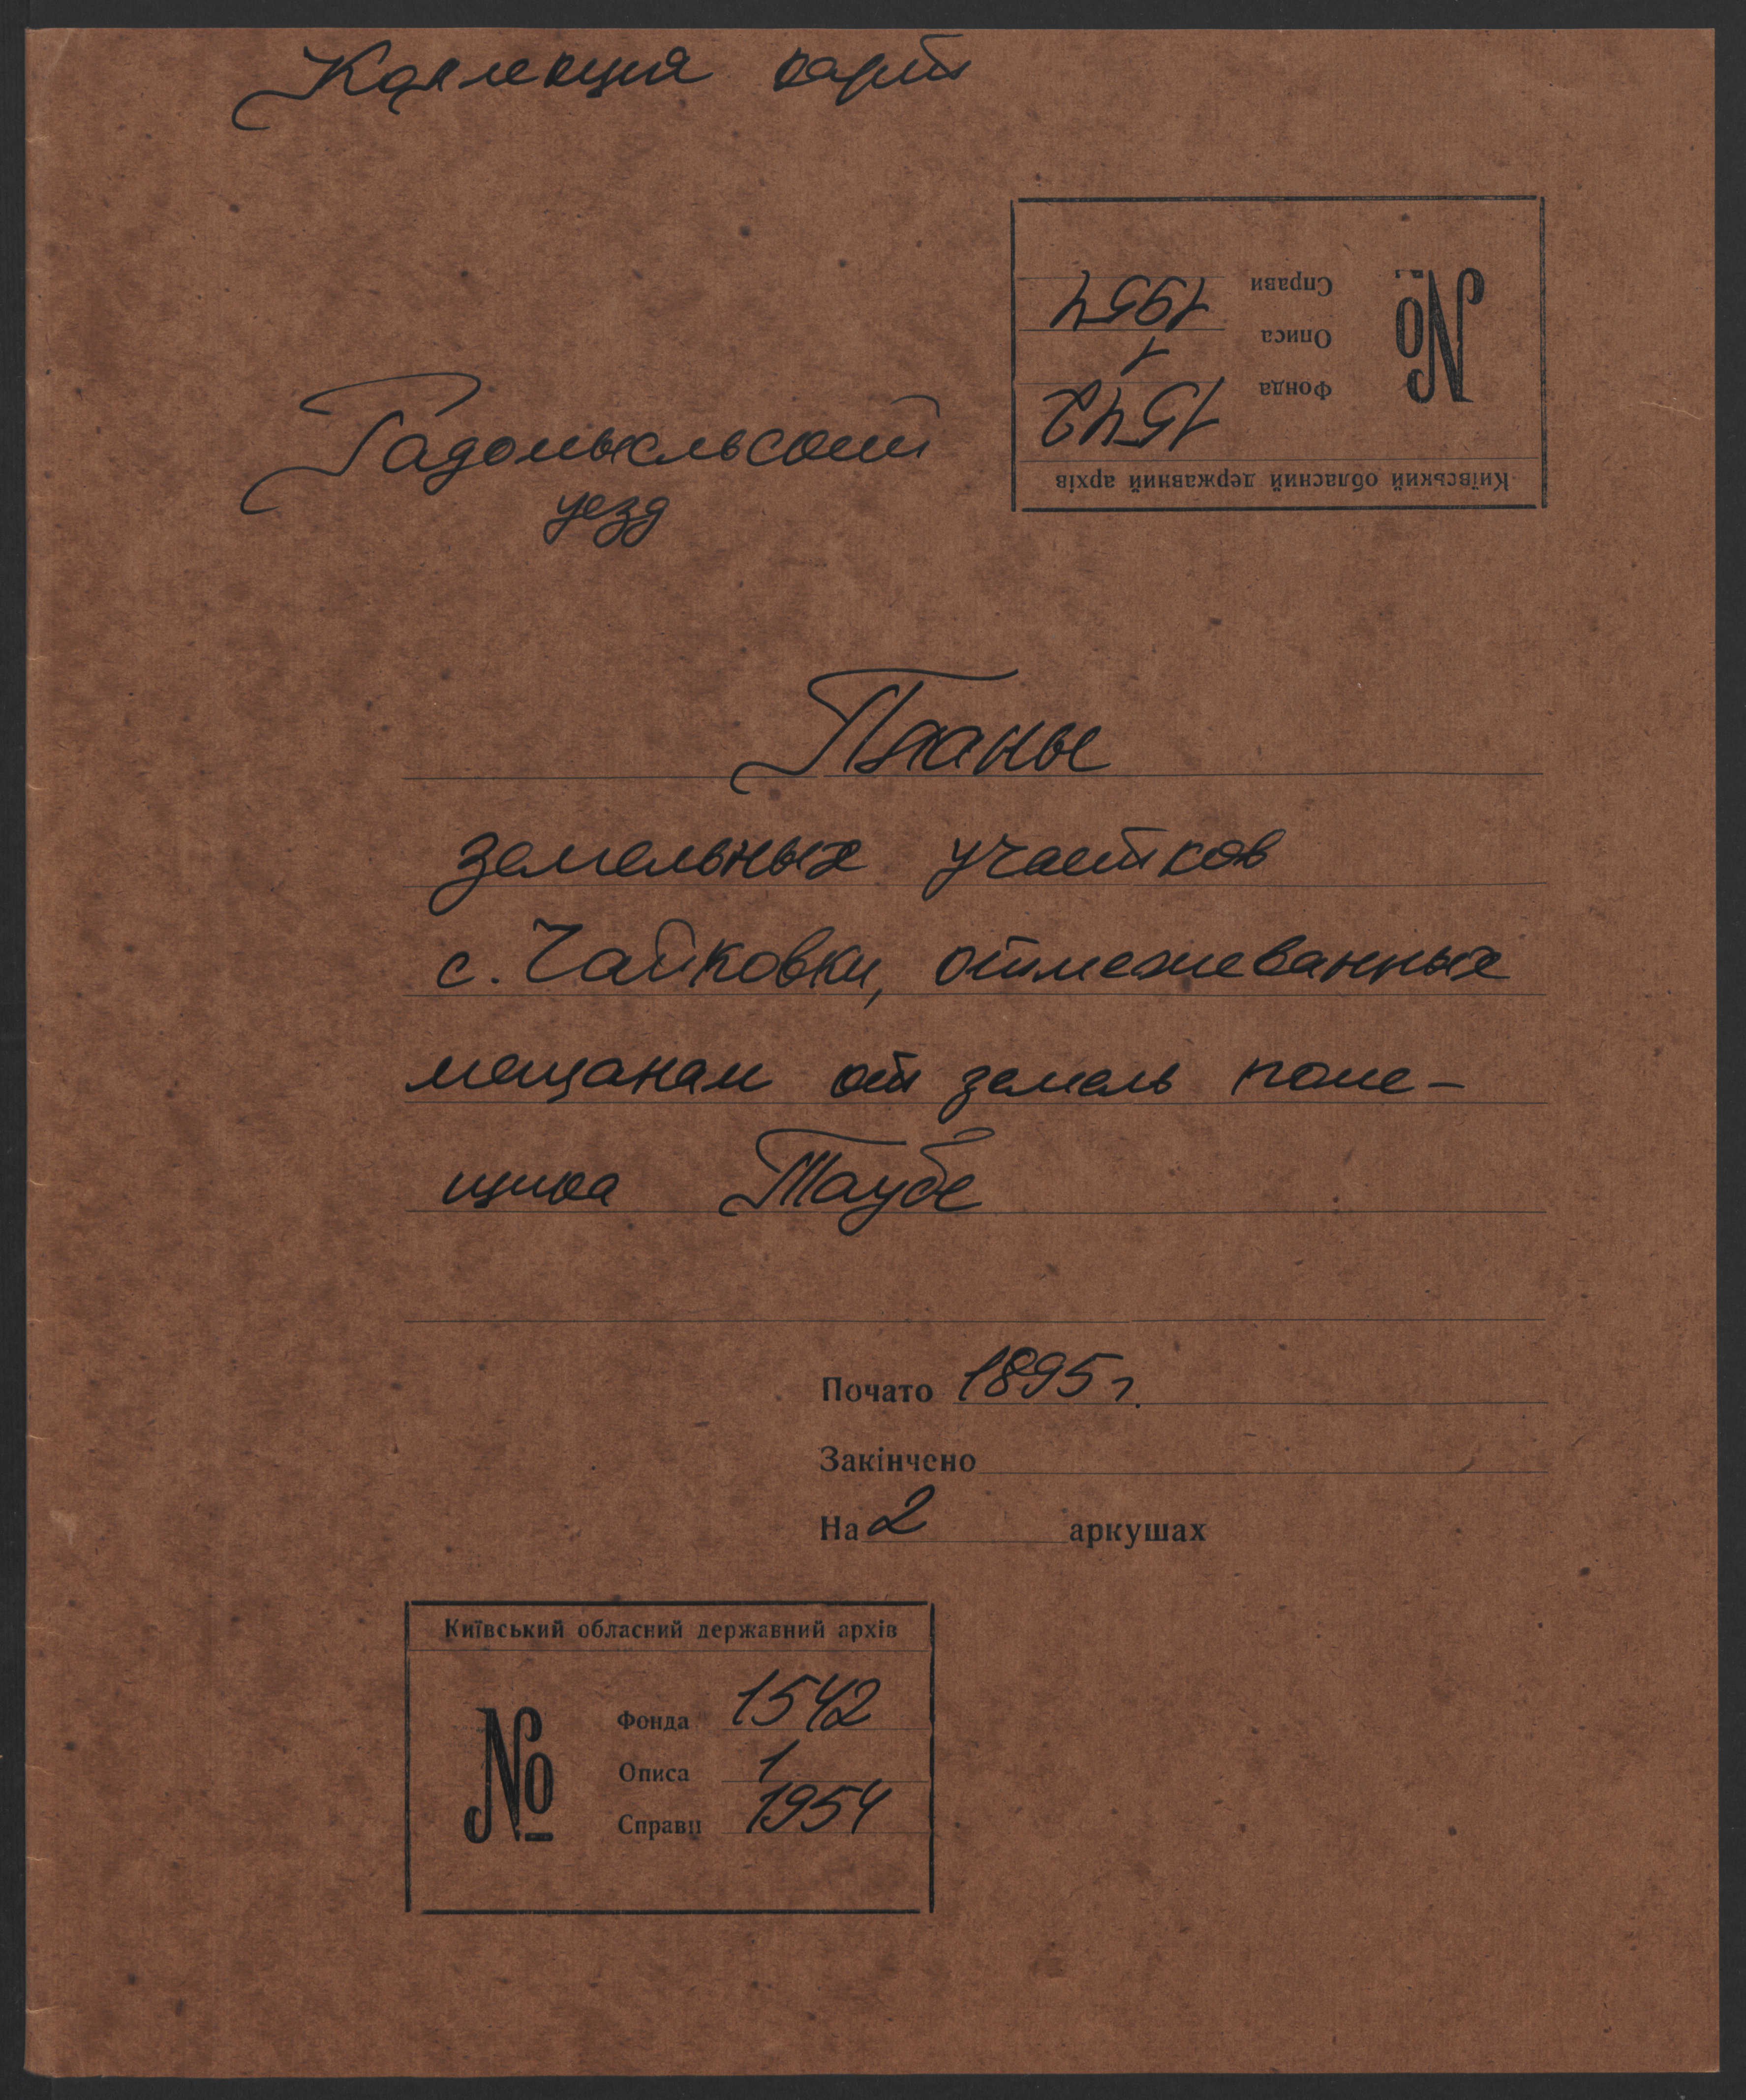 Коллекция карт
Київський обласний державний архів
№
Фонда 1542
Описа 1
Справи 1954
Радомысльский
уезд
Планы
земельных участков
с. Чайковки, отмежеванных
мещанам от земель поме-
щика Таубе
Почато 1895 г.
Закінчено
На 2 аркушах
Київський обласний державний архів
№
Фонда 1542
Описа 1
Справи 1954